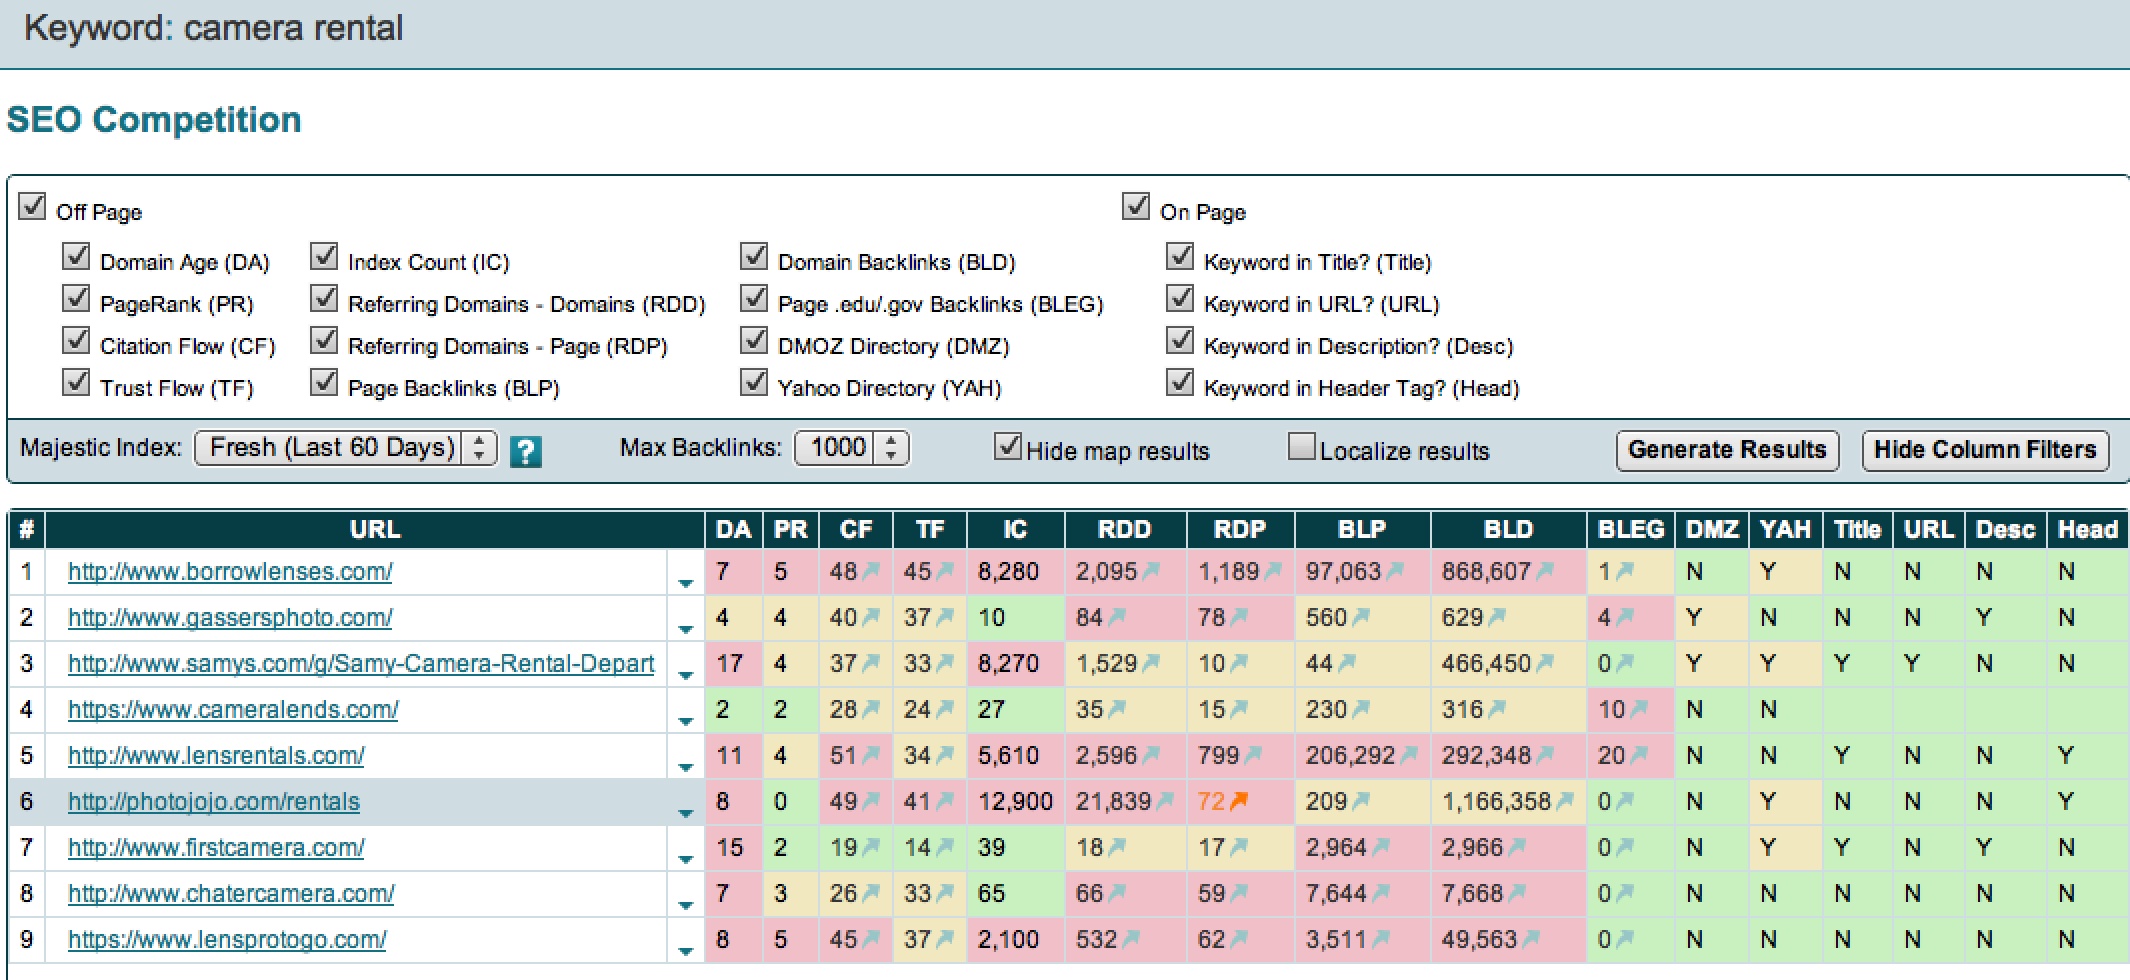 Keyword: camera rental
SEO Competition
Off Page On Page
Domain Age (DA) Index Count (IC) Domain Backlinks (BLD) Keyword in Title? (Title)
PageRank (PR) Referring Domains - Domains (RDD) Page .edu/.gov Backlinks (BLEG) Keyword in URL? (URL)
Citation Flow (CF) Referring Domains - Page (RDP) DMOZ Directory (DMZ) Keyword in Description? (Desc)
Trust Flow (TF) Page Backlinks (BLP) Yahoo Directory (YAH) Keyword in Header Tag? (Head)
Majestic Index: Fresh (Last 60 Days) ? Max Backlinks: 1000 Hide map results Localize results Generate Results Hide Column Filters
# URL DA PR CF TF IC RDD RDP BLP BLD BLEG DMZ YAH Title URL Desc Head
1 http://www.borrowlenses.com/ 7 5 48 45 8,280 2,095 1,189 97,063 868,607 1 N Y N N N N
2 http://www.gassersphoto.com/ 4 4 40 37 10 84 78 560 629 4 Y N N N Y N
3 http://www.samys.com/g/Samy-Camera-Rental-Depart 17 4 37 33 8,270 1,529 10 44 466,450 0 Y Y Y Y N N
4 https://www.cameralends.com/ 2 2 28 24 27 35 15 230 316 10 N N
5 http://www.lensrentals.com/ 11 4 51 34 5,610 2,596 799 206,292 292,348 20 N N Y N N Y
6 http://photojojo.com/rentals 8 0 49 41 12,900 21,839 72 209 1,166,358 0 N Y N N N Y
7 http://www.firstcamera.com/ 15 2 19 14 39 18 17 2,964 2,966 0 N Y Y N Y N
8 http://www.chatercamera.com/ 7 3 26 33 65 66 59 7,644 7,668 0 N N N N N N
9 https://www.lensprotogo.com/ 8 5 45 37 2,100 532 62 3,511 49,563 0 N N N N N N